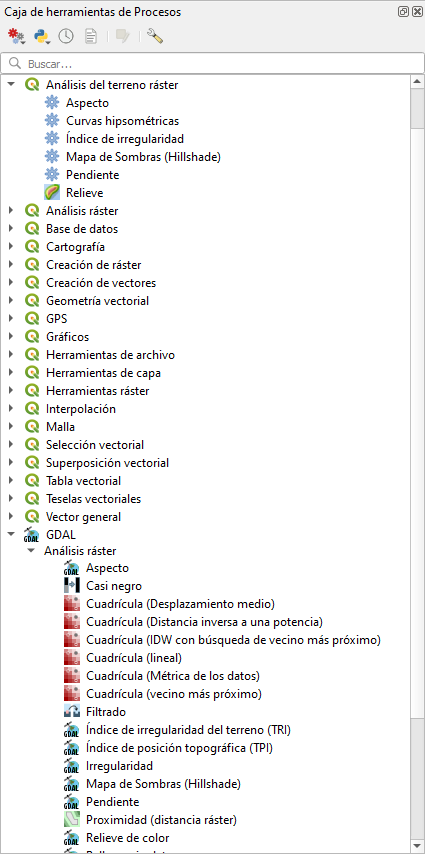 Caja de herramientas de Procesos
Buscar...
Análisis del terreno ráster
Aspecto
Curvas hipsométricas
Índice de irregularidad
Mapa de Sombras (Hillshade)
Pendiente
Relieve
Análisis ráster
Base de datos
Cartografía
Creación de ráster
Creación de vectores
Geometría vectorial
GPS
Gráficos
Herramientas de archivo
Herramientas de capa
Herramientas ráster
Interpolación
Malla
Selección vectorial
Superposición vectorial
Tabla vectorial
Teselas vectoriales
Vector general
GDAL
Análisis ráster
Aspecto
Casi negro
Cuadrícula (Desplazamiento medio)
Cuadrícula (Distancia inversa a una potencia)
Cuadrícula (IDW con búsqueda de vecino más próximo)
Cuadrícula (lineal)
Cuadrícula (Métrica de los datos)
Cuadrícula (vecino más próximo)
Filtrado
Índice de irregularidad del terreno (TRI)
Índice de posición topográfica (TPI)
Irregularidad
Mapa de Sombras (Hillshade)
Pendiente
Proximidad (distancia ráster)
Relieve de color